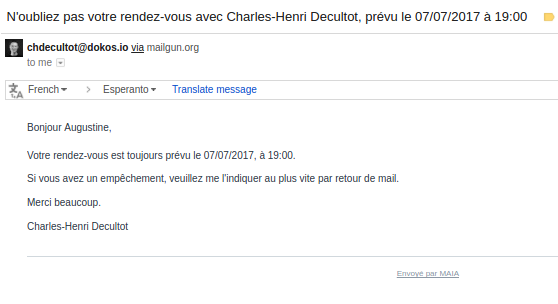 N'oubliez pas votre rendez-vous avec Charles-Henri Decultot, prévu le 07/07/2017 à 19:00
chdecultot@dokos.io via mailgun.org
to me
French > Esperanto Translate message
Bonjour Augustine,
Votre rendez-vous est toujours prévu le 07/07/2017, à 19:00.
Si vous avez un empêchement, veuillez me l'indiquer au plus vite par retour de mail.
Merci beaucoup.
Charles-Henri Decultot
Envoyé par MAIA